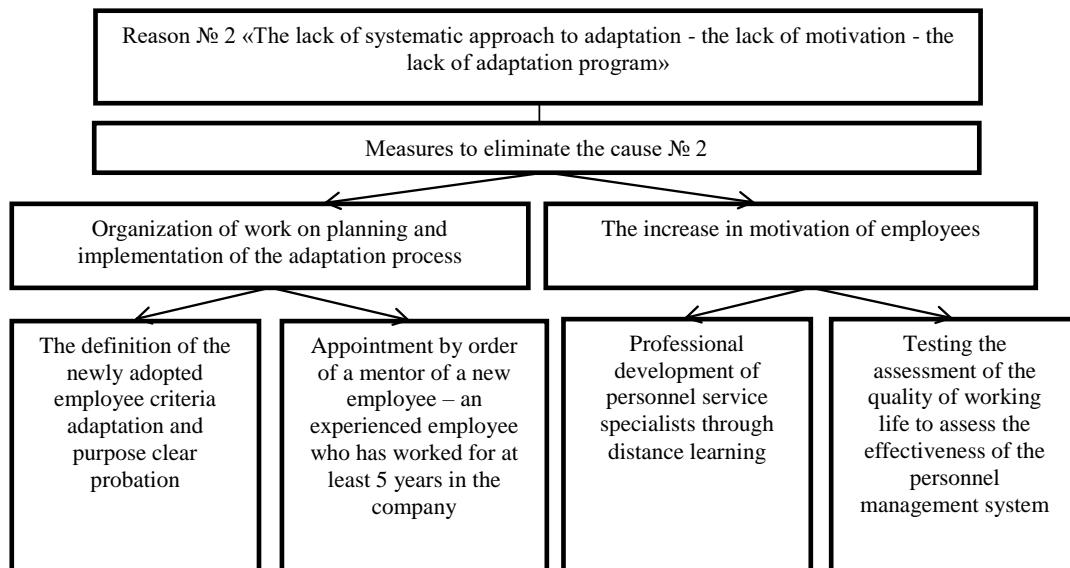 Reason № 2 «The lack of systematic approach to adaptation - the lack of motivation - the
lack of adaptation program»
Measures to eliminate the cause № 2
Organization of work on planning and
implementation of the adaptation process
The increase in motivation of employees
The definition of the
newly adopted
employee criteria
adaptation and
purpose clear
probation
Appointment by order
of a mentor of a new
employee – an
experienced employee
who has worked for at
least 5 years in the
company
Professional
development of
personnel service
specialists through
distance learning
Testing the
assessment of the
quality of working
life to assess the
effectiveness of the
personnel
management system